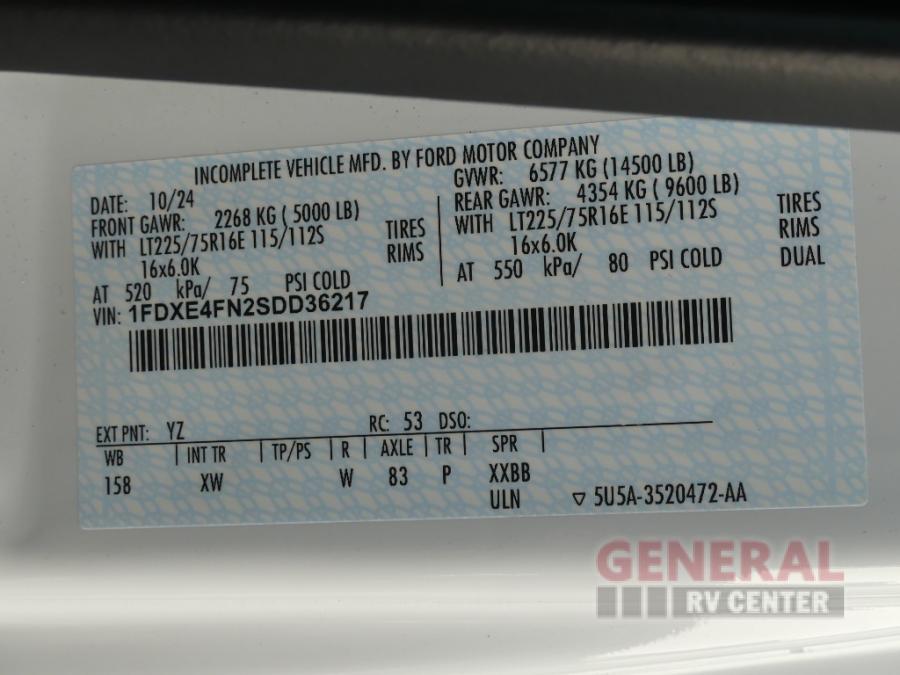 INCOMPLETE VEHICLE MFD. BY FORD MOTOR COMPANY
DATE: 10/24
FRONT GAWR: 2268 KG ( 5000 LB)
WITH LT225/75R16E 115/112S TIRES
16x6.0K RIMS
AT 520 kPa/ 75 PSI COLD
GVWR: 6577 KG (14500 LB)
REAR GAWR: 4354 KG ( 9600 LB)
WITH LT225/75R16E 115/112S TIRES
16x6.0K RIMS
AT 550 kPa/ 80 PSI COLD DUAL
VIN: 1FDXE4FN2SDD36217
EXT PNT: YZ RC: 53 DSO:
WB INT TR TP/PS R AXLE TR SPR
158 XW W 83 P XXBB
ULN ▽ 5U5A-3520472-AA
GENERAL
RV CENTER